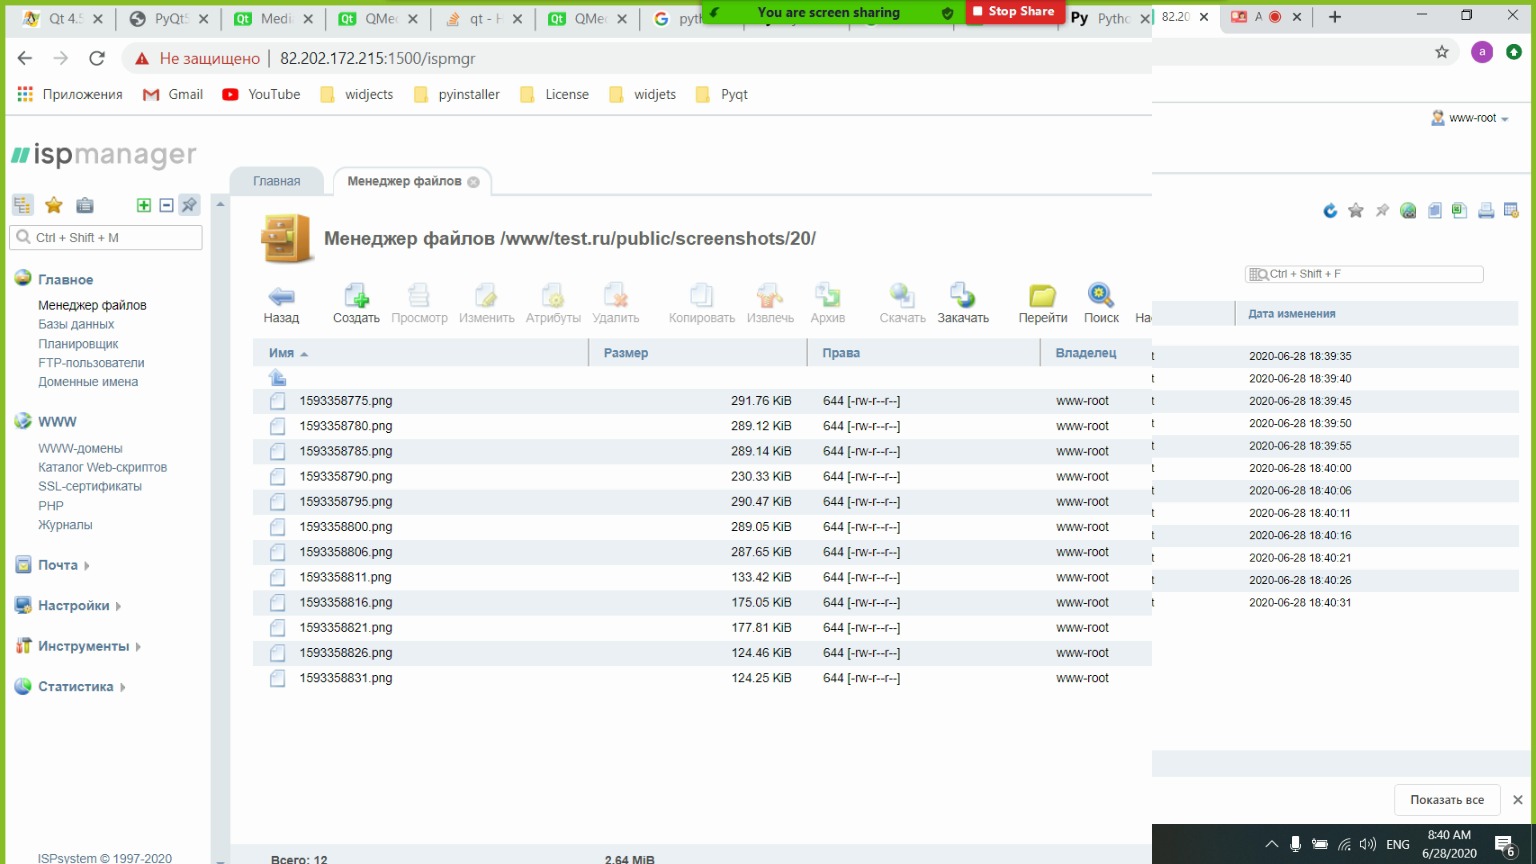 Qt 4.5
PyQt5
Media
QMed
qt - H
QMed
pyth
You are screen sharing
Stop Share
Pytho
82.20
A
Не защищено
82.202.172.215:1500/ispmgr
a
Приложения
Gmail
YouTube
widjects
pyinstaller
License
widjets
Pyqt
www-root
ispmanager
Главная
Менеджер файлов
Ctrl + Shift + M
Менеджер файлов /www/test.ru/public/screenshots/20/
Ctrl + Shift + F
Назад
Создать
Просмотр
Изменить
Атрибуты
Удалить
Копировать
Извлечь
Архив
Скачать
Закачать
Перейти
Поиск
На
Главное
Менеджер файлов
Базы данных
Планировщик
FTP-пользователи
Доменные имена
WWW
WWW-домены
Каталог Web-скриптов
SSL-сертификаты
PHP
Журналы
Почта
Настройки
Инструменты
Статистика
ISPsystem © 1997-2020
Имя Размер Права Владелец
1593358775.png 291.76 KiB 644 [-rw-r--r--] www-root
1593358780.png 289.12 KiB 644 [-rw-r--r--] www-root
1593358785.png 289.14 KiB 644 [-rw-r--r--] www-root
1593358790.png 230.33 KiB 644 [-rw-r--r--] www-root
1593358795.png 290.47 KiB 644 [-rw-r--r--] www-root
1593358800.png 289.05 KiB 644 [-rw-r--r--] www-root
1593358806.png 287.65 KiB 644 [-rw-r--r--] www-root
1593358811.png 133.42 KiB 644 [-rw-r--r--] www-root
1593358816.png 175.05 KiB 644 [-rw-r--r--] www-root
1593358821.png 177.81 KiB 644 [-rw-r--r--] www-root
1593358826.png 124.46 KiB 644 [-rw-r--r--] www-root
1593358831.png 124.25 KiB 644 [-rw-r--r--] www-root
Всего: 12 2.64 MiB
Дата изменения
t 2020-06-28 18:39:35
t 2020-06-28 18:39:40
t 2020-06-28 18:39:45
t 2020-06-28 18:39:50
t 2020-06-28 18:39:55
t 2020-06-28 18:40:00
t 2020-06-28 18:40:06
t 2020-06-28 18:40:11
t 2020-06-28 18:40:16
t 2020-06-28 18:40:21
t 2020-06-28 18:40:26
t 2020-06-28 18:40:31
Показать все
ENG
8:40 AM
6/28/2020
6